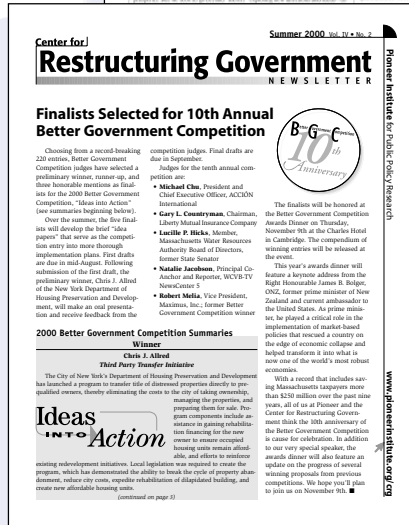 Summer 2000 Vol. IV • No. 2
Center for
Restructuring Government
NEWSLETTER
Pioneer Institute for Public Policy Research
www.pioneerinstitute.org/crg
Finalists Selected for 10th Annual
Better Government Competition
Choosing from a record-breaking
220 entries, Better Government
Competition judges have selected a
preliminary winner, runner-up, and
three honorable mentions as final-
ists for the 2000 Better Government
Competition, "Ideas into Action"
(see summaries beginning below).
Over the summer, the five final-
ists will develop the brief "idea
papers" that serve as the competi-
tion entry into more thorough
implementation plans. First drafts
are due in mid-August. Following
submission of the first draft, the
preliminary winner, Chris J. Allred
of the New York Department of
Housing Preservation and Develop-
ment, will make an oral presenta-
tion and receive feedback from the
competition judges. Final drafts are
due in September.
Judges for the tenth annual com-
petition are:
• Michael Chu, President and
Chief Executive Officer, ACCIÓN
International
• Gary L. Countryman, Chairman,
Liberty Mutual Insurance Company
• Lucille P. Hicks, Member,
Massachusetts Water Resources
Authority Board of Directors,
former State Senator
• Natalie Jacobson, Principal Co-
Anchor and Reporter, WCVB-TV
NewsCenter 5
• Robert Melia, Vice President,
Maximus, Inc.; former Better
Government Competition winner
Better Government Competition
10th
Anniversary
The finalists will be honored at
the Better Government Competition
Awards Dinner on Thursday,
November 9th at the Charles Hotel
in Cambridge. The compendium of
winning entries will be released at
the event.
This year's awards dinner will
feature a keynote address from the
Right Honourable James B. Bolger,
ONZ, former prime minister of New
Zealand and current ambassador to
the United States. As prime minis-
ter, he played a critical role in the
implementation of market-based
policies that rescued a country on
the edge of economic collapse and
helped transform it into what is
now one of the world's most robust
economies.
With a record that includes sav-
ing Massachusetts taxpayers more
than $250 million over the past nine
years, all of us at Pioneer and the
Center for Restructuring Govern-
ment think the 10th anniversary of
the Better Government Competition
is cause for celebration. In addition
to our very special speaker, the
awards dinner will also feature an
update on the progress of several
winning proposals from previous
competitions. We hope you'll plan
to join us on November 9th. ■
2000 Better Government Competition Summaries
Winner
Chris J. Allred
Third Party Transfer Initiative
The City of New York's Department of Housing Preservation and Development
has launched a program to transfer title of distressed properties directly to pre-
qualified owners, thereby eliminating the costs to the city of taking ownership,
managing the properties, and
preparing them for sale. Pro-
gram components include as-
sistance in gaining rehabilita-
tion financing for the new
owner to ensure occupied
housing units remain afford-
able, and efforts to reinforce
Ideas
INTO Action
existing redevelopment initiatives. Local legislation was required to create the
program, which has demonstrated the ability to break the cycle of property aban-
donment, reduce city costs, expedite rehabilitation of dilapidated building, and
create new affordable housing units.
(continued on page 3)